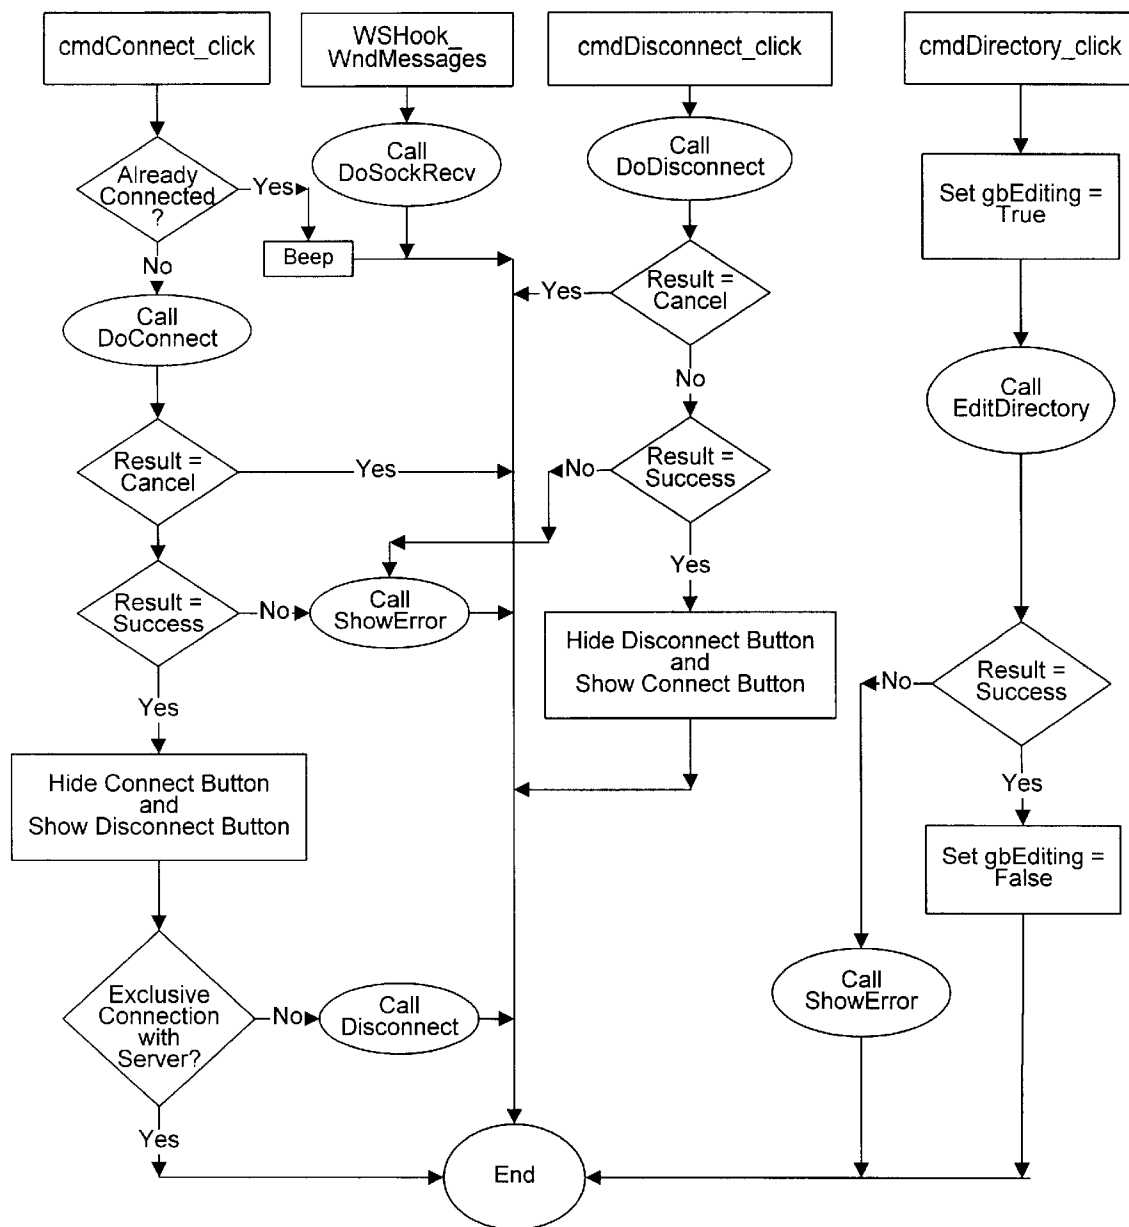 cmdConnect_click
WSHook_
WndMessages
cmdDisconnect_click
cmdDirectory_click
Call
DoSockRecv
Call
DoDisconnect
Already
Connected
?
Yes
Set gbEditing =
True
Beep
No
Result =
Cancel
Yes
Call
DoConnect
No
Call
EditDirectory
Result =
Cancel
Yes
Result =
Success
No
Yes
Result =
Success
No
Call
ShowError
Hide Disconnect Button
and
Show Connect Button
Result =
Success
No
Yes
Yes
Hide Connect Button
and
Show Disconnect Button
Set gbEditing =
False
Exclusive
Connection
with
Server?
No
Call
Disconnect
Call
ShowError
Yes
End